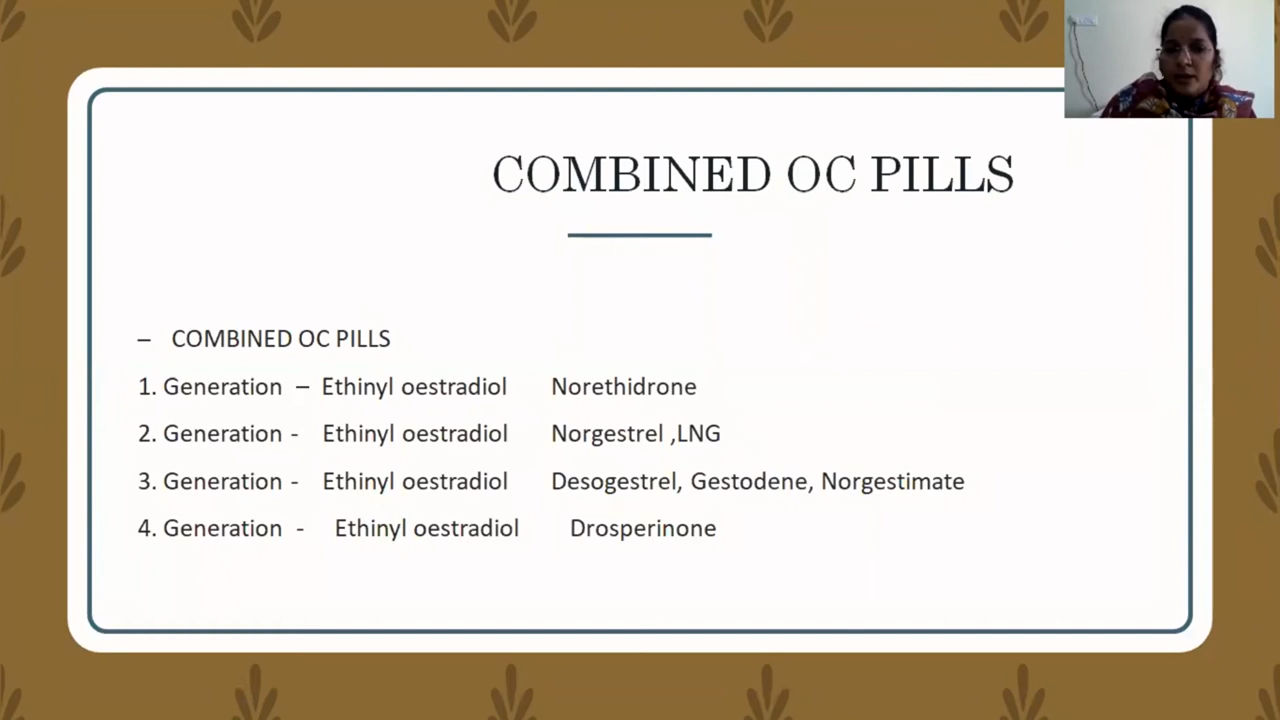 COMBINED OC PILLS
– COMBINED OC PILLS
1. Generation – Ethinyl oestradiol Norethidrone
2. Generation - Ethinyl oestradiol Norgestrel ,LNG
3. Generation - Ethinyl oestradiol Desogestrel, Gestodene, Norgestimate
4. Generation - Ethinyl oestradiol Drosperinone